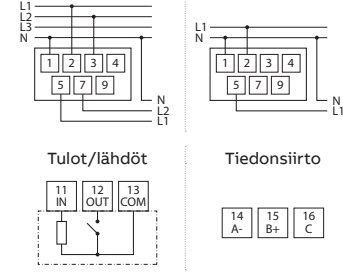 L1
L2
L3
N
1 2 3 4
5 7 9
N
L2
L1
L1
N
1 2 3 4
5 7 9
N
L1
Tulot/lähdöt
11 12 13
IN OUT COM
Tiedonsiirto
14 15 16
A- B+ C